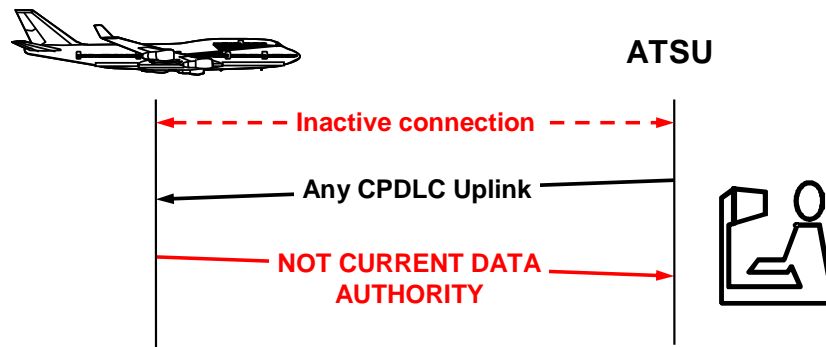 ATSU
Inactive connection
Any CPDLC Uplink
NOT CURRENT DATA
AUTHORITY